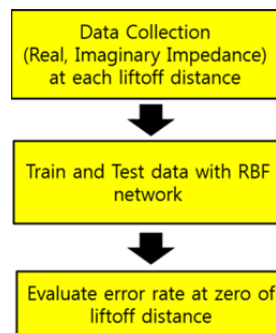 Data Collection
(Real, Imaginary Impedance)
at each liftoff distance
Train and Test data with RBF
network
Evaluate error rate at zero of
liftoff distance